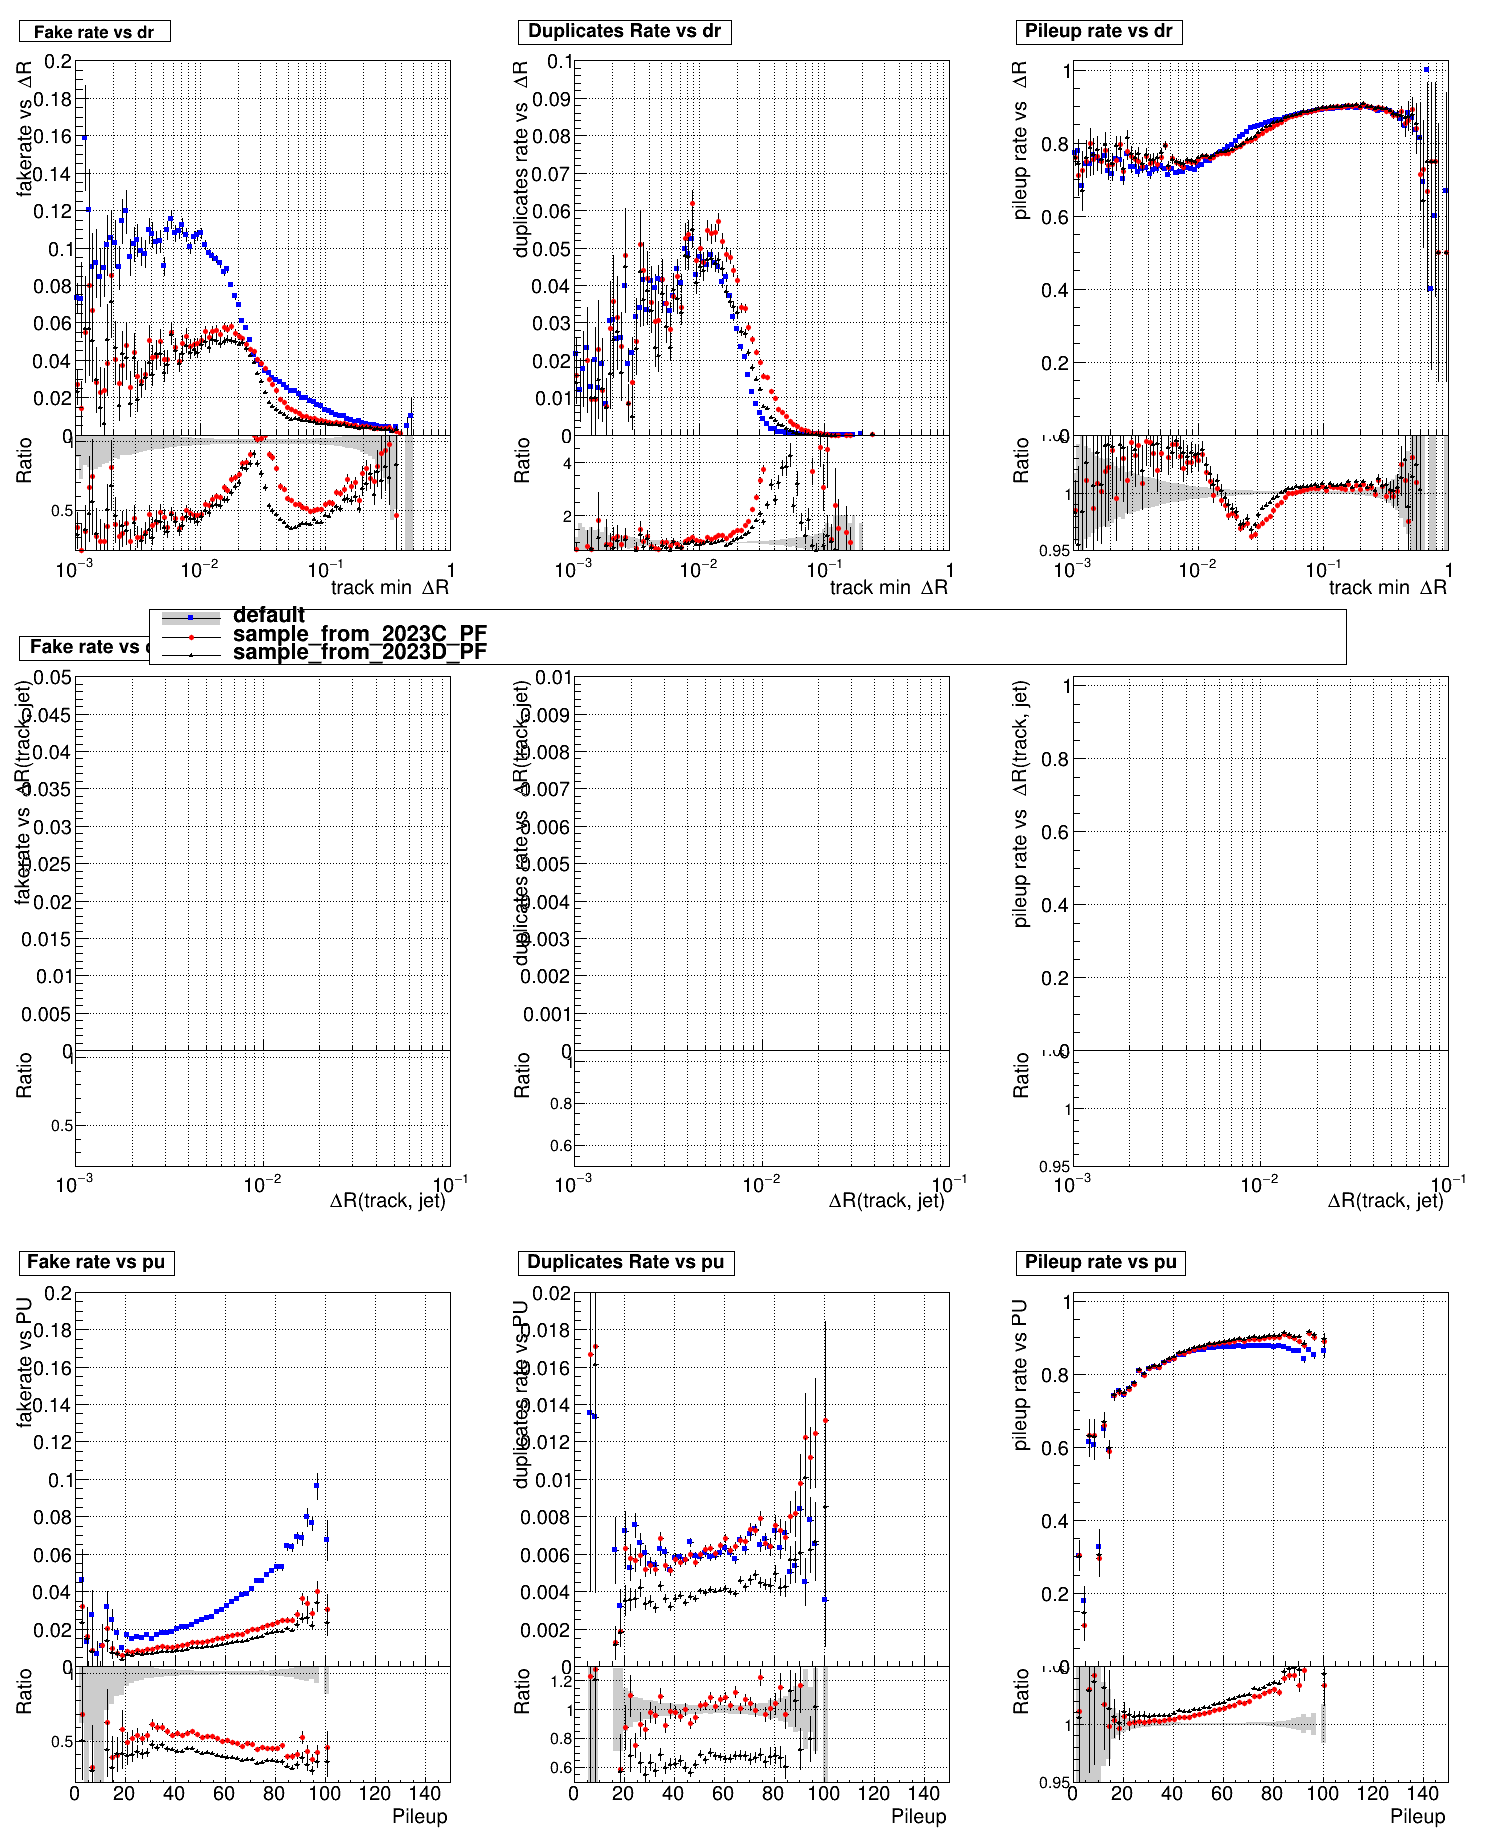 Fake rate vs dr
Duplicates Rate vs dr
Pileup rate vs dr
fakerate vs ΔR
0.2
0.18
0.16
0.14
0.12
0.1
0.08
0.06
0.04
0.02
0
Ratio
0.5
10⁻³ 10⁻² 10⁻¹ 1
track min ΔR
duplicates rate vs ΔR
0.1
0.09
0.08
0.07
0.06
0.05
0.04
0.03
0.02
0.01
0
Ratio
4
2
10⁻³ 10⁻² 10⁻¹ 1
track min ΔR
pileup rate vs ΔR
1
0.8
0.6
0.4
0.2
0
Ratio
1
0.95
10⁻³ 10⁻² 10⁻¹ 1
track min ΔR
default
sample_from_2023C_PF
sample_from_2023D_PF
Fake rate vs
fakerate vs ΔR(track, jet)
0.05
0.045
0.04
0.035
0.03
0.025
0.02
0.015
0.01
0.005
0
Ratio
1
0.5
10⁻³ 10⁻² 10⁻¹
ΔR(track, jet)
duplicates rate vs ΔR(track, jet)
0.01
0.009
0.008
0.007
0.006
0.005
0.004
0.003
0.002
0.001
0
Ratio
1
0.8
0.6
10⁻³ 10⁻² 10⁻¹
ΔR(track, jet)
pileup rate vs ΔR(track, jet)
1
0.8
0.6
0.4
0.2
0
Ratio
1
0.95
10⁻³ 10⁻² 10⁻¹
ΔR(track, jet)
Fake rate vs pu
Duplicates Rate vs pu
Pileup rate vs pu
fakerate vs PU
0.2
0.18
0.16
0.14
0.12
0.1
0.08
0.06
0.04
0.02
0
Ratio
0.5
0 20 40 60 80 100 120 140
Pileup
duplicates rate vs PU
0.02
0.018
0.016
0.014
0.012
0.01
0.008
0.006
0.004
0.002
0
Ratio
1.2
1
0.8
0.6
0 20 40 60 80 100 120 140
Pileup
pileup rate vs PU
1
0.8
0.6
0.4
0.2
0
Ratio
1
0.95
0 20 40 60 80 100 120 140
Pileup